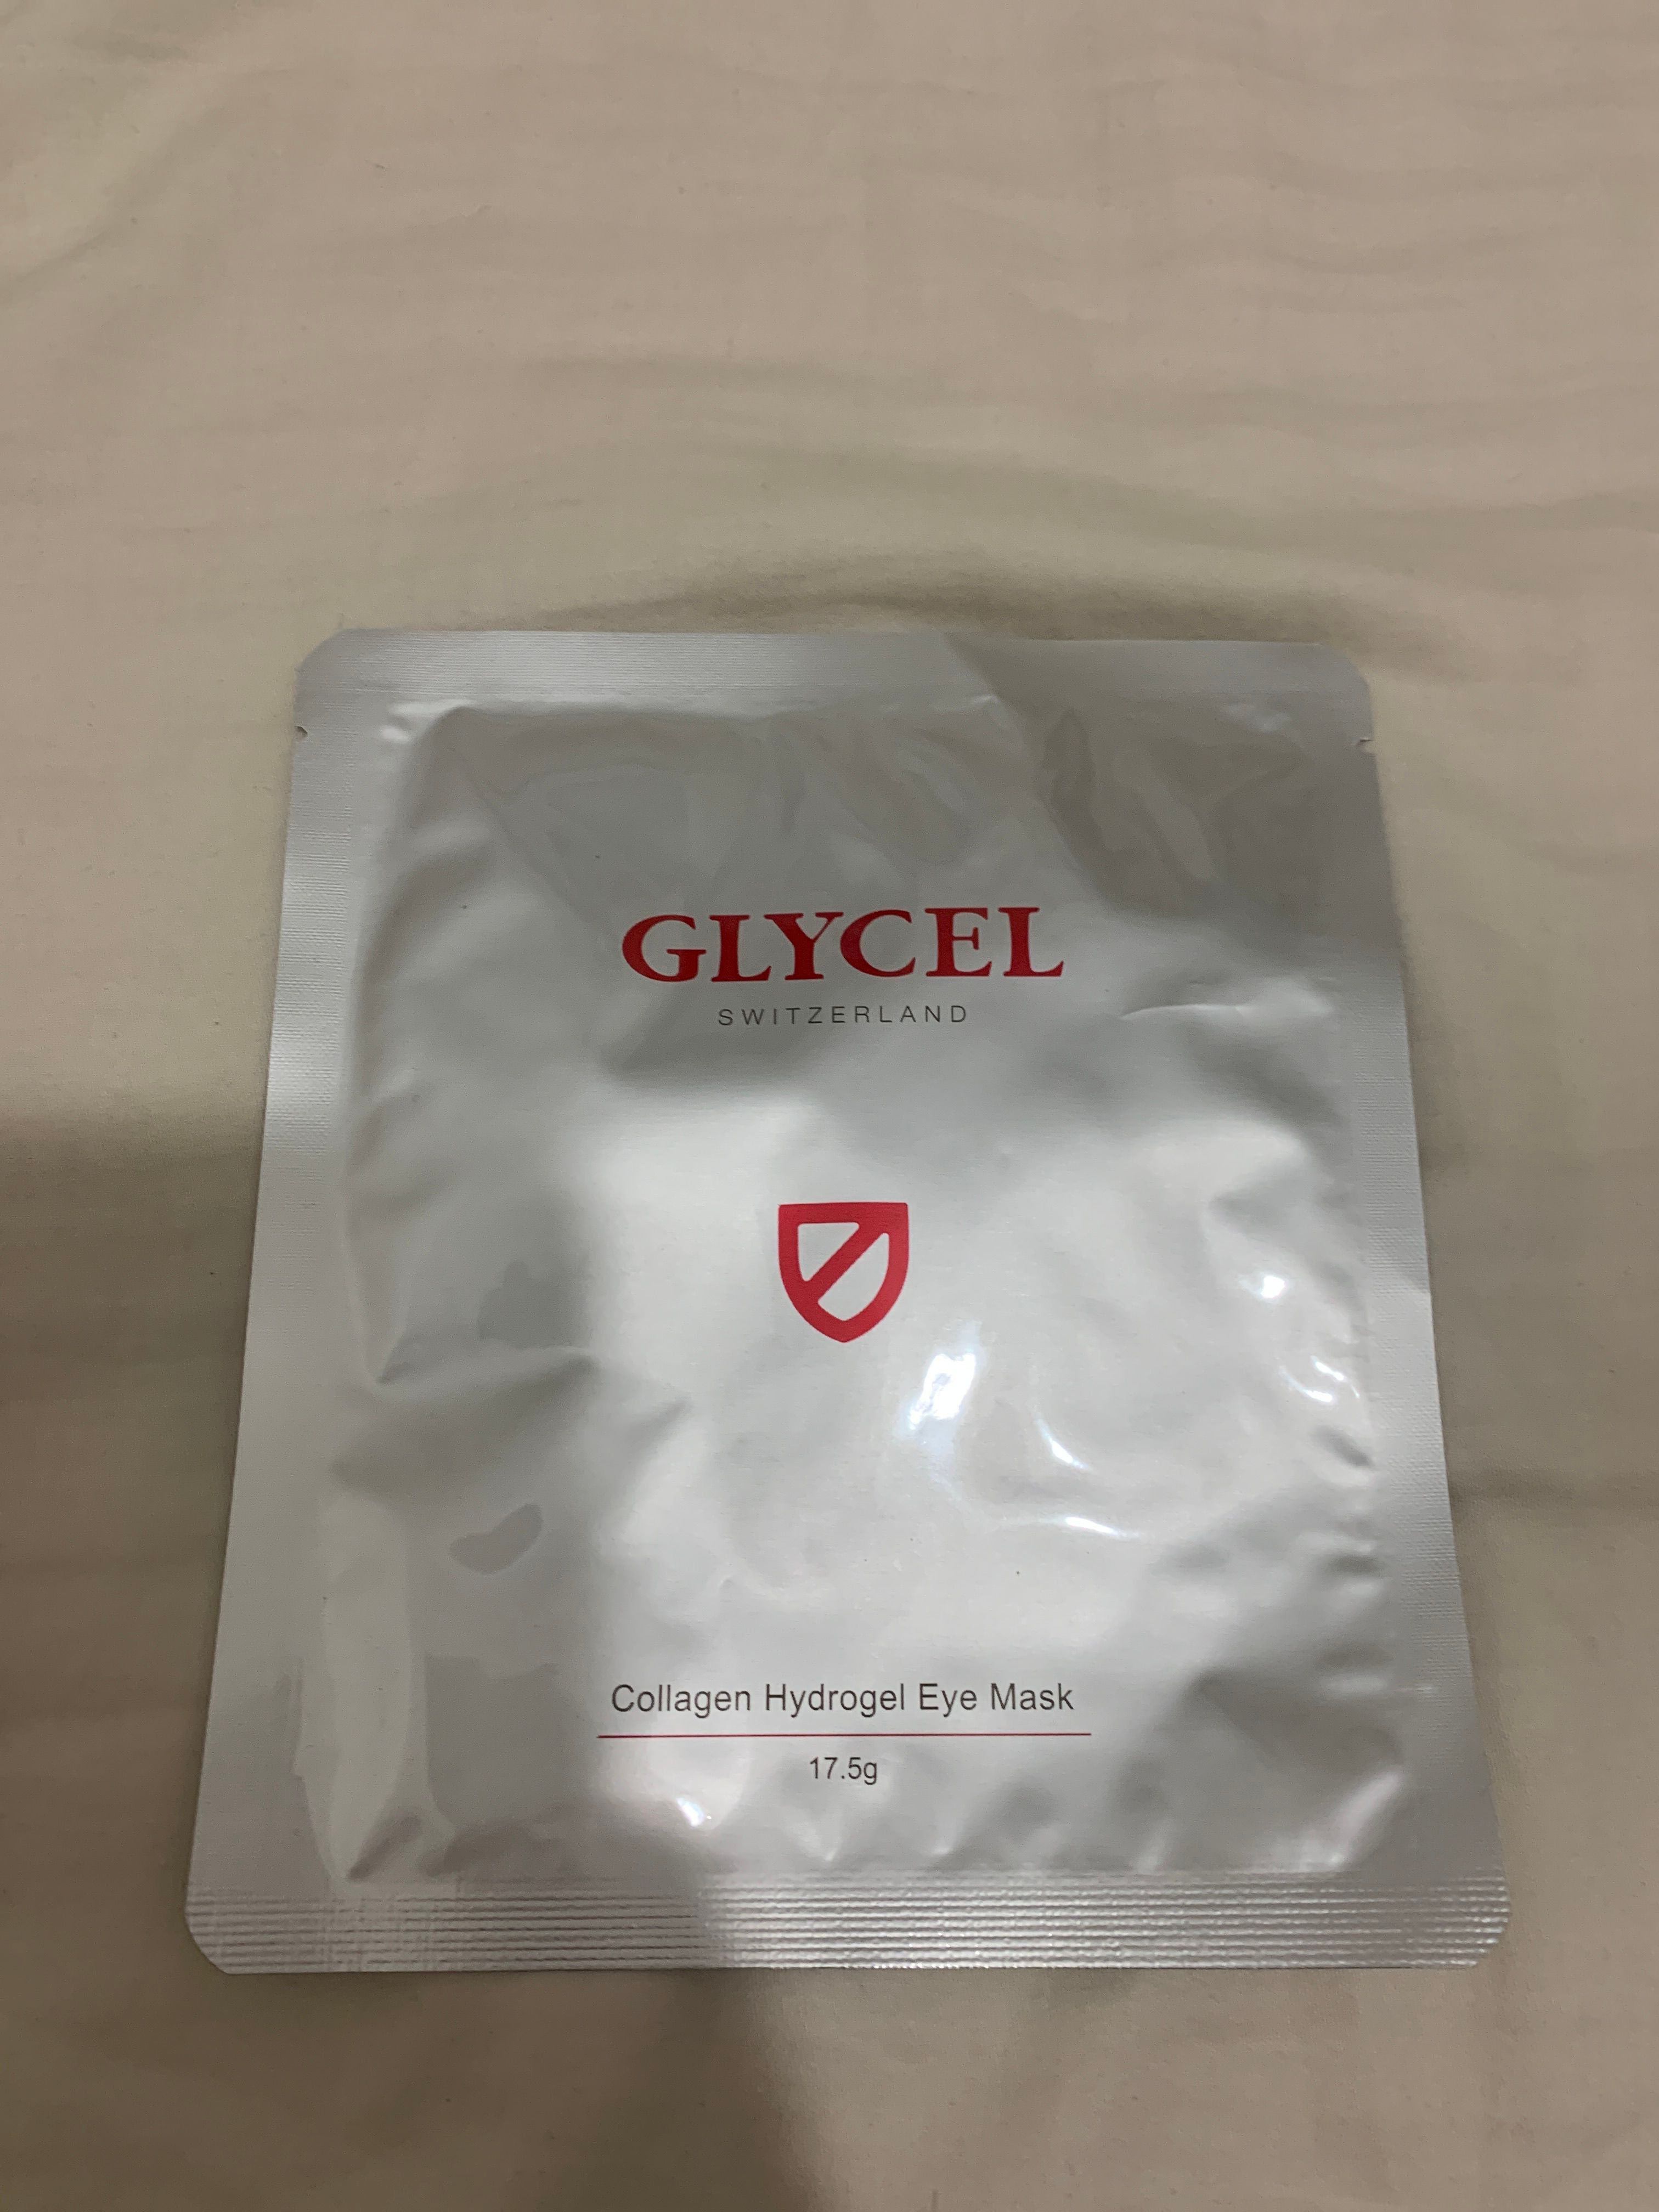 GLYCEL
SWITZERLAND
Collagen Hydrogel Eye Mask
17.5g